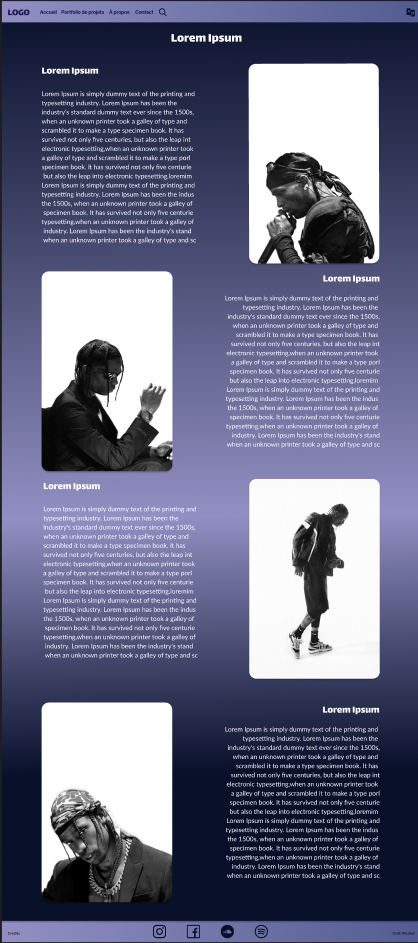 LOGO Accueil Portfolio de projets À propos Contact
Lorem Ipsum
Lorem Ipsum
Lorem Ipsum is simply dummy text of the printing and
typesetting industry. Lorem Ipsum has been the
industry's standard dummy text ever since the 1500s,
when an unknown printer took a galley of type and
scrambled it to make a type specimen book. It has
survived not only five centuries, but also the leap into
electronic typesetting,when an unknown printer took
a galley of type and scrambled it to make a type porl
specimen book. It has survived not only five centurie
but also the leap into electronic typesetting,loremim
Lorem Ipsum is simply dummy text of the printing and
typesetting industry. Lorem Ipsum has been the indus
the 1500s, when an unknown printer took a galley of
specimen book. It has survived not only five centurie
typesetting,when an unknown printer took a galley of
industry. Lorem Ipsum has been the industry's stand
when an unknown printer took a galley of type and sc
Lorem Ipsum
Lorem Ipsum is simply dummy text of the printing and
typesetting industry. Lorem Ipsum has been the
industry's standard dummy text ever since the 1500s,
when an unknown printer took a galley of type and
scrambled it to make a type specimen book. It has
survived not only five centuries, but also the leap int
electronic typesetting,when an unknown printer took
a galley of type and scrambled it to make a type porl
specimen book. It has survived not only five centurie
but also the leap into electronic typesetting,loremim
Lorem Ipsum is simply dummy text of the printing and
typesetting industry. Lorem Ipsum has been the indus
the 1500s, when an unknown printer took a galley of
specimen book. It has survived not only five centurie
typesetting,when an unknown printer took a galley of
industry. Lorem Ipsum has been the industry's stand
when an unknown printer took a galley of type and sc
Lorem Ipsum
Lorem Ipsum is simply dummy text of the printing and
typesetting industry. Lorem Ipsum has been the
industry's standard dummy text ever since the 1500s,
when an unknown printer took a galley of type and
scrambled it to make a type specimen book. It has
survived not only five centuries, but also the leap into
electronic typesetting,when an unknown printer took
a galley of type and scrambled it to make a type porl
specimen book. It has survived not only five centurie
but also the leap into electronic typesetting,loremim
Lorem Ipsum is simply dummy text of the printing and
typesetting industry. Lorem Ipsum has been the indus
the 1500s, when an unknown printer took a galley of
specimen book. It has survived not only five centurie
typesetting,when an unknown printer took a galley of
industry. Lorem Ipsum has been the industry's stand
when an unknown printer took a galley of type and sc
Lorem Ipsum
Lorem Ipsum is simply dummy text of the printing and
typesetting industry. Lorem Ipsum has been the
industry's standard dummy text ever since the 1500s,
when an unknown printer took a galley of type and
scrambled it to make a type specimen book. It has
survived not only five centuries, but also the leap int
electronic typesetting,when an unknown printer took
a galley of type and scrambled it to make a type porl
specimen book. It has survived not only five centurie
but also the leap into electronic typesetting,loremim
Lorem Ipsum is simply dummy text of the printing and
typesetting industry. Lorem Ipsum has been the indus
the 1500s, when an unknown printer took a galley of
specimen book. It has survived not only five centurie
typesetting,when an unknown printer took a galley of
industry. Lorem Ipsum has been the industry's stand
when an unknown printer took a galley of type and sc